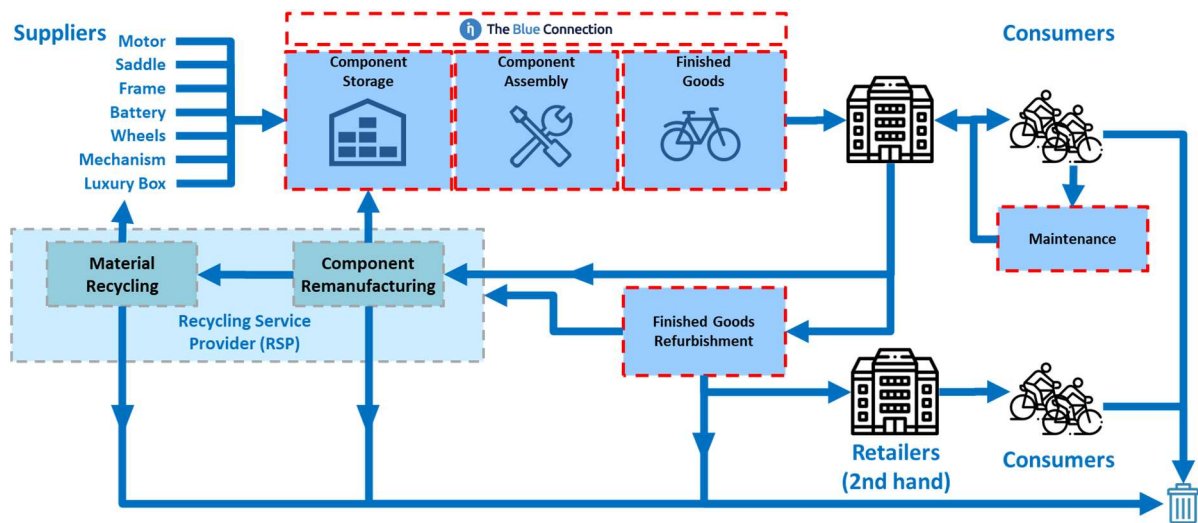 Suppliers
Motor
Saddle
Frame
Battery
Wheels
Mechanism
Luxury Box
The Blue Connection
Component
Storage
Component
Assembly
Finished
Goods
Consumers
Maintenance
Material
Recycling
Component
Remanufacturing
Recycling Service
Provider (RSP)
Finished Goods
Refurbishment
Retailers
(2nd hand)
Consumers